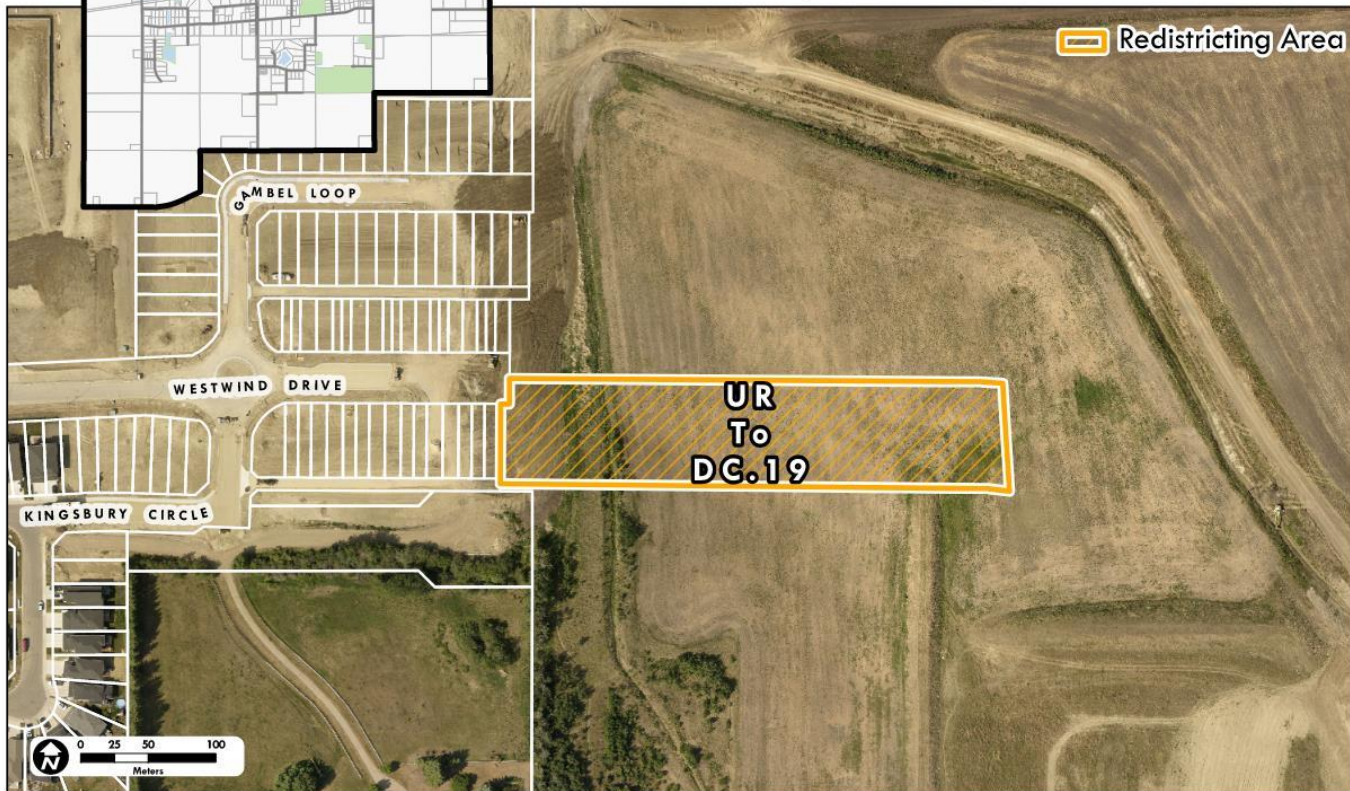 Redistricting Area
GAMBEL LOOP
WESTWIND DRIVE
UR
To
DC.19
KINGSBURY CIRCLE
N
0 25 50 100
Meters